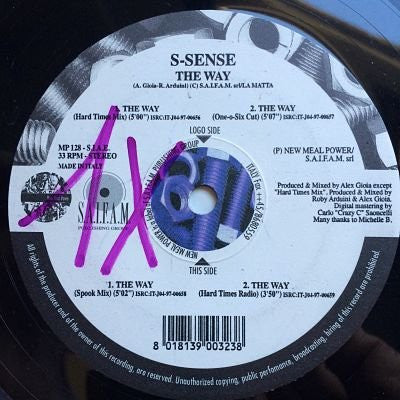 S-SENSE
THE WAY
(A. Gioia-R. Arduini) (C) S.A.I.F.A.M. srl/LA MATTA
1. THE WAY
(Hard Times Mix) (5'00") ISRC:IT-J04-97-00656
2. THE WAY
(One-o-Six Cut) (5'07") ISRC:IT-J04-97-00657
LOGO SIDE
MP 128 - S.I.A.E.
33 RPM - STEREO
MADE IN ITALY
(P) NEW MEAL POWER/
S.A.I.F.A.M. srl
1X
S.A.I.F.A.M.
PUBLISHING GROUP
Produced & Mixed by Alex Gioia except
"Hard Times Mix". Produced & Mixed by
Roby Arduini & Alex Gioia.
Digital mastering by
Carlo "Crazy C" Saoncelli
Many thanks to Michelle B.
THIS SIDE
1. THE WAY
(Spook Mix) (5'02") ISRC:IT-J04-97-00658
2. THE WAY
(Hard Times Radio) (3'50") ISRC:IT-J04-97-00659
8 018139 003238
All rights of the producer and of the owner of this recording, are reserved. Unauthorized copying, public perfomance, broadcasting, hiring of this record are prohibited.